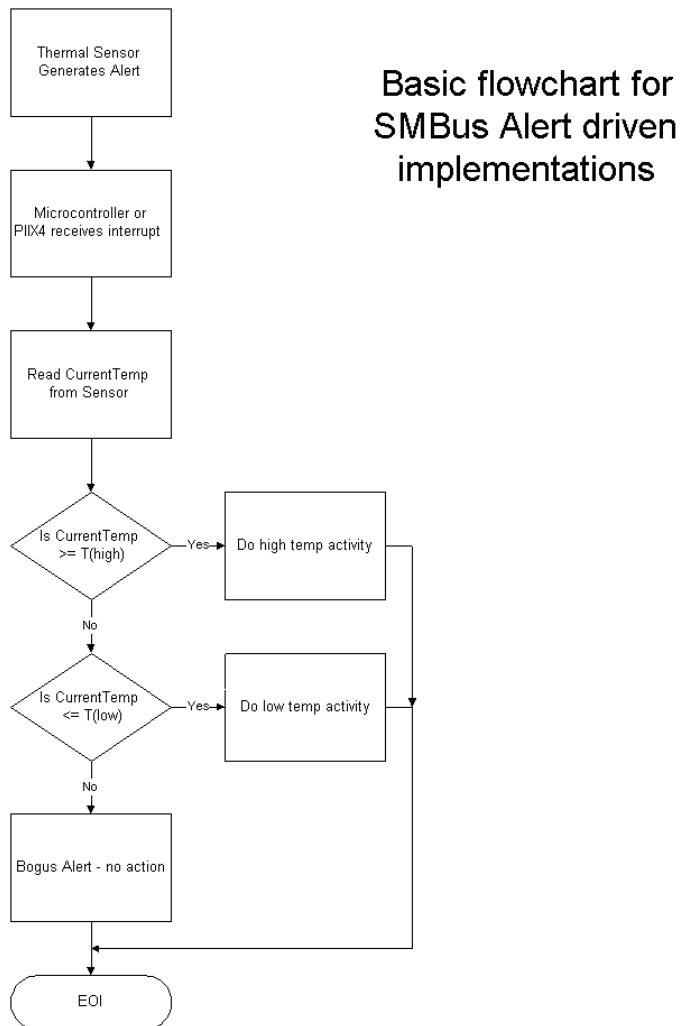 Basic flowchart for
SMBus Alert driven
implementations
Thermal Sensor
Generates Alert
Microcontroller or
PIIX4 receives interrupt
Read CurrentTemp
from Sensor
Is CurrentTemp
>= T(high)
Yes
Do high temp activity
No
Is CurrentTemp
<= T(low)
Yes
Do low temp activity
No
Bogus Alert - no action
EOI